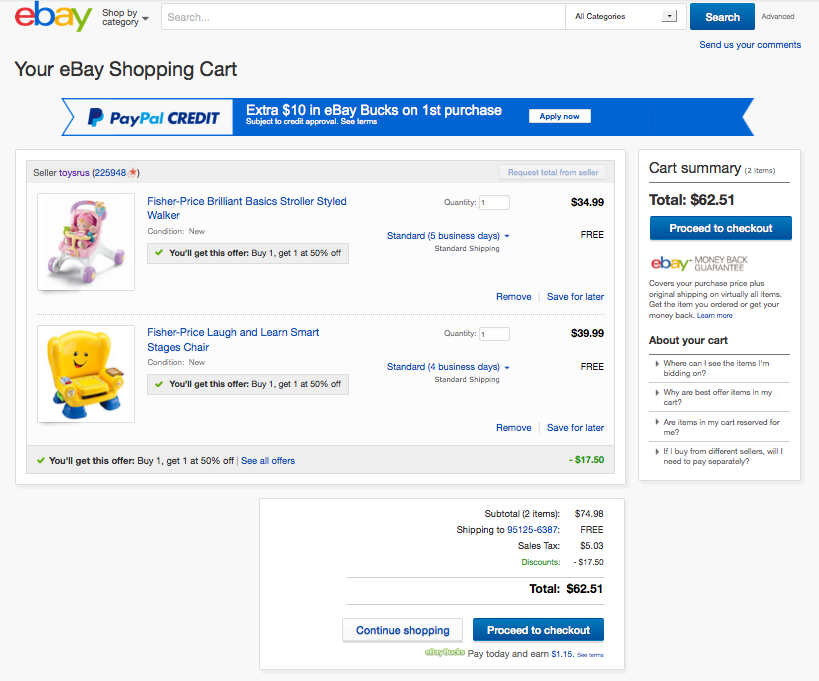 ebay
Shop by
category
Search...
All Categories
Search
Advanced
Send us your comments
Your eBay Shopping Cart
PayPal CREDIT
Extra $10 in eBay Bucks on 1st purchase
Subject to credit approval. See terms
Apply now
Seller toysrus (225948)
Request total from seller
Fisher-Price Brilliant Basics Stroller Styled
Walker
Condition: New
You'll get this offer: Buy 1, get 1 at 50% off
Quantity: 1
$34.99
Standard (5 business days)
FREE
Standard Shipping
Remove
Save for later
Fisher-Price Laugh and Learn Smart
Stages Chair
Condition: New
You'll get this offer: Buy 1, get 1 at 50% off
Quantity: 1
$39.99
Standard (4 business days)
FREE
Standard Shipping
Remove
Save for later
You'll get this offer: Buy 1, get 1 at 50% off | See all offers
- $17.50
Cart summary (2 items)
Total: $62.51
Proceed to checkout
ebay MONEY BACK
GUARANTEE
Covers your purchase price plus
original shipping on virtually all items.
Get the item you ordered or get your
money back. Learn more
About your cart
Where can I see the items I'm
bidding on?
Why are best offer items in my
cart?
Are items in my cart reserved for
me?
If I buy from different sellers, will I
need to pay separately?
Subtotal (2 items): $74.98
Shipping to 95125-6387: FREE
Sales Tax: $5.03
Discounts: - $17.50
Total: $62.51
Continue shopping
Proceed to checkout
eBay Bucks Pay today and earn $1.15. See terms